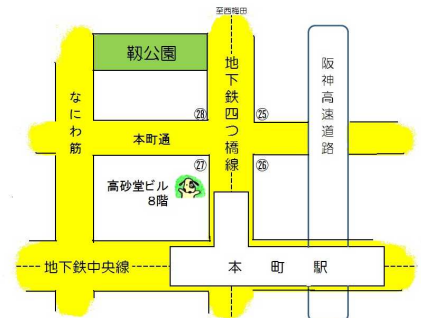 至西梅田
靭公園
地下鉄四つ橋線
阪神高速道路
なにわ筋
㉘
㉕
本町通
㉗
㉖
高砂堂ビル
8階
地下鉄中央線
本町駅